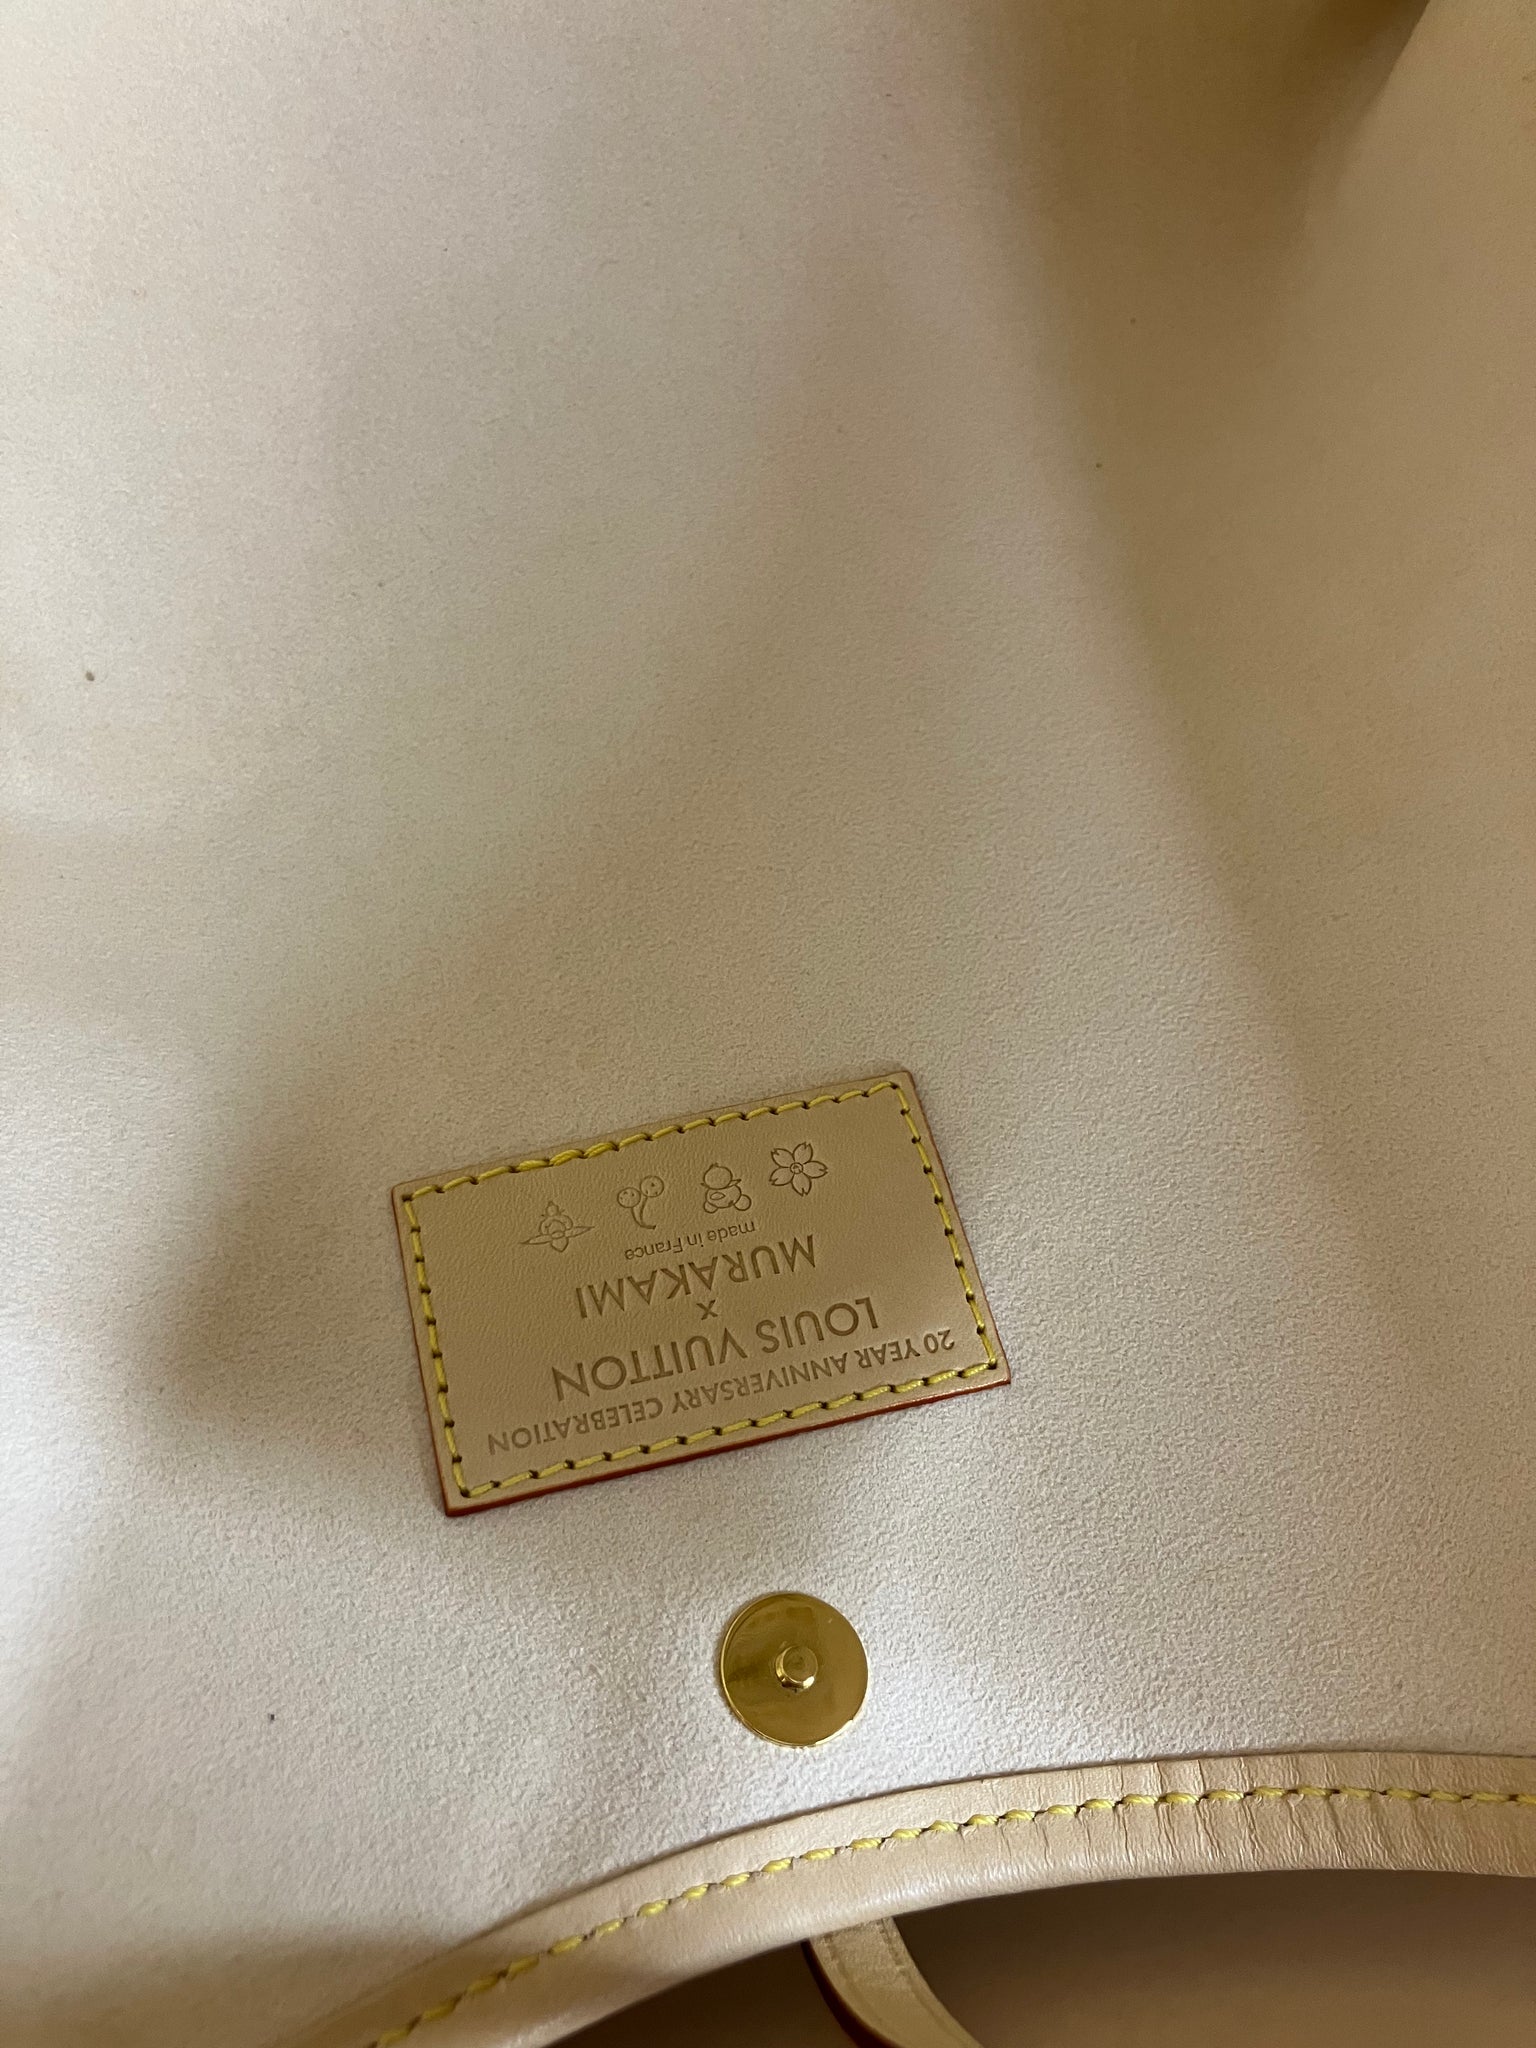 20 YEAR ANNIVERSARY CELEBRATION
LOUIS VUITTON
x
MURAKAMI
made in France